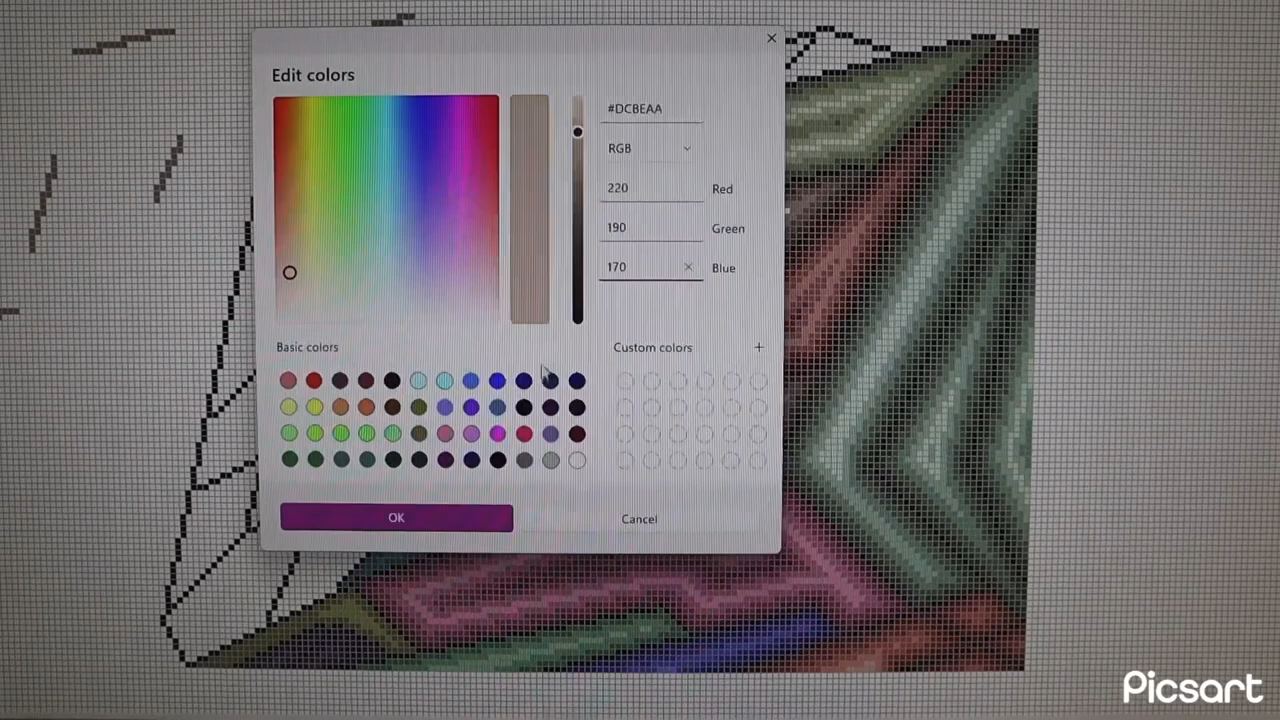 Edit colors
#DCBEAA
RGB
220 Red
190 Green
170 Blue
Basic colors
Custom colors
OK
Cancel
Picsart